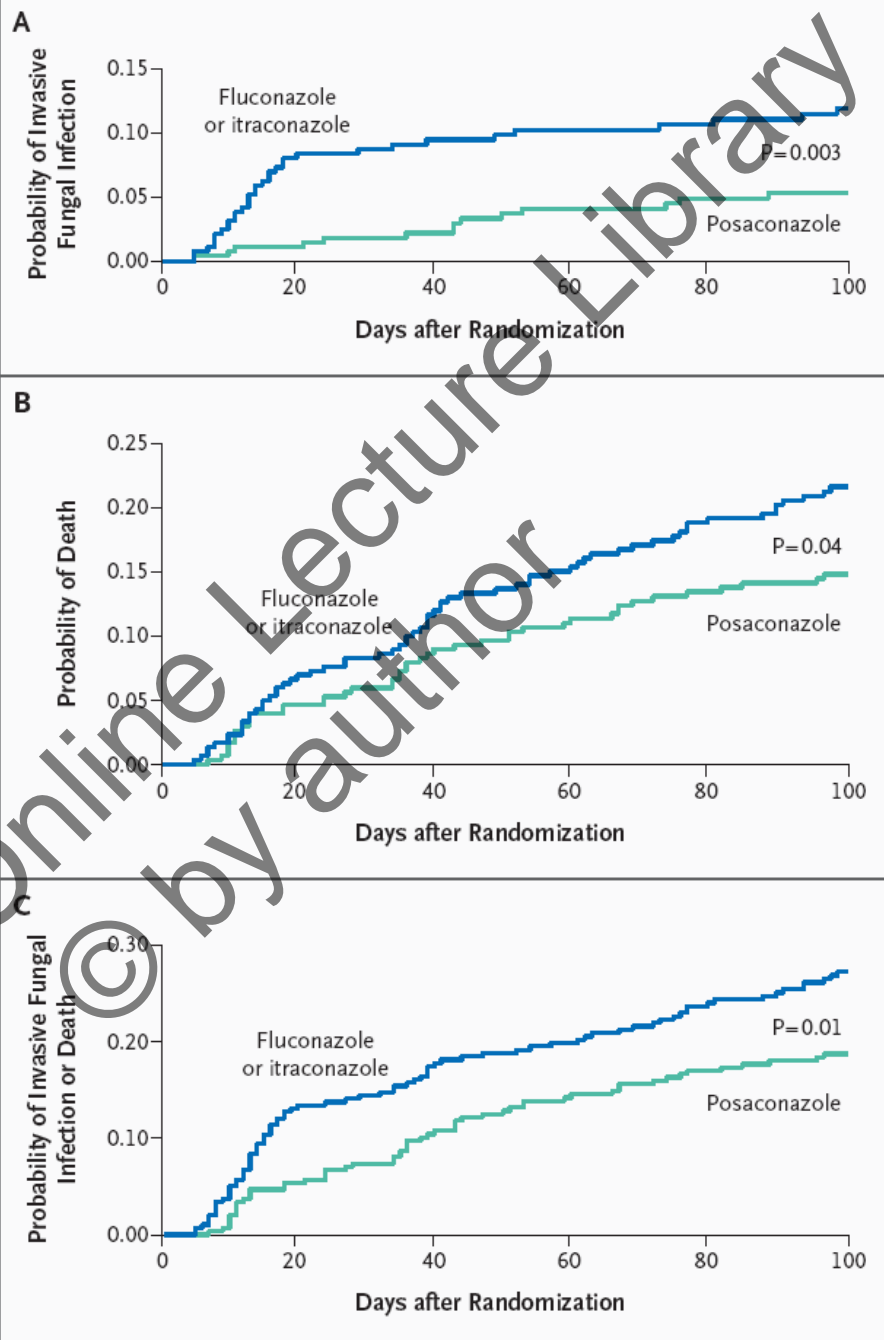 A
Probability of Invasive
Fungal Infection
0.15
0.10
0.05
0.00
Fluconazole
or itraconazole
P=0.003
Posaconazole
0 20 40 60 80 100
Days after Randomization
B
Probability of Death
0.25
0.20
0.15
0.10
0.05
0.00
Fluconazole
or itraconazole
P=0.04
Posaconazole
0 20 40 60 80 100
Days after Randomization
C
Probability of Invasive Fungal
Infection or Death
0.30
0.20
0.10
0.00
Fluconazole
or itraconazole
P=0.01
Posaconazole
0 20 40 60 80 100
Days after Randomization
Online Lecture Library
© by author